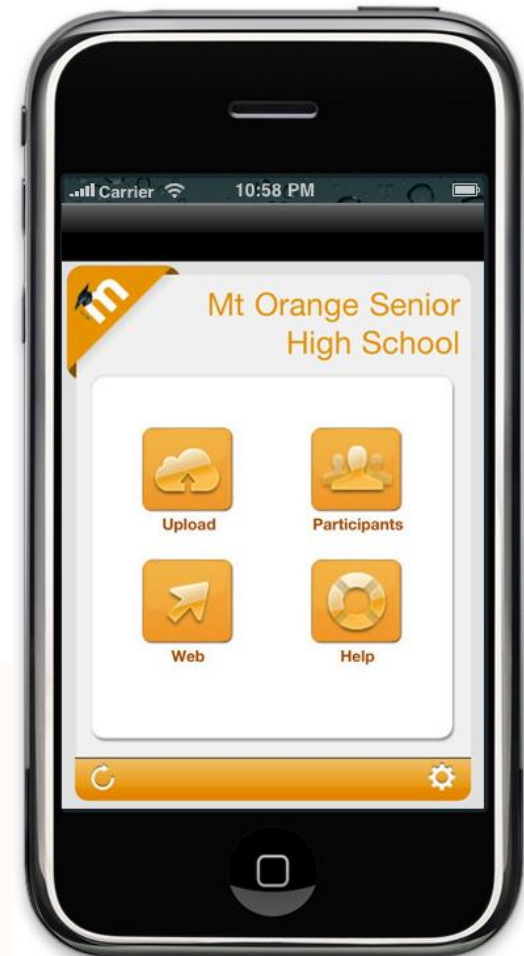 Carrier 10:58 PM
m
Mt Orange Senior
High School
Upload Participants
Web Help